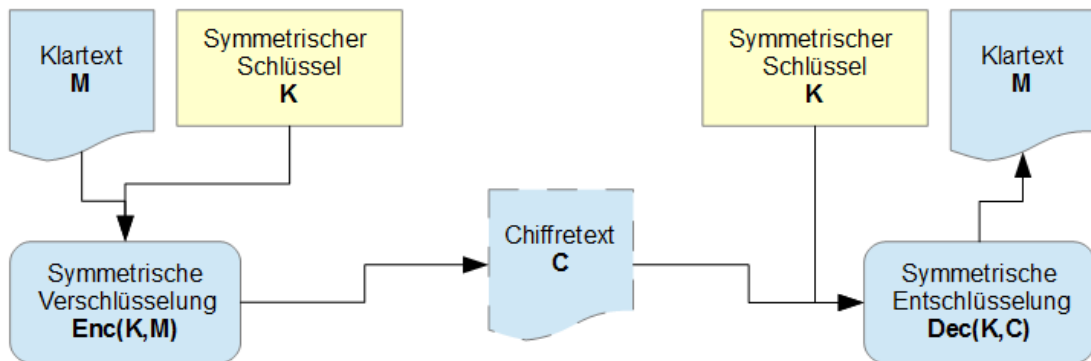 Klartext
M
Symmetrischer
Schlüssel
K
Symmetrischer
Schlüssel
K
Klartext
M
Chiffretext
C
Symmetrische
Verschlüsselung
Enc(K,M)
Symmetrische
Entschlüsselung
Dec(K,C)